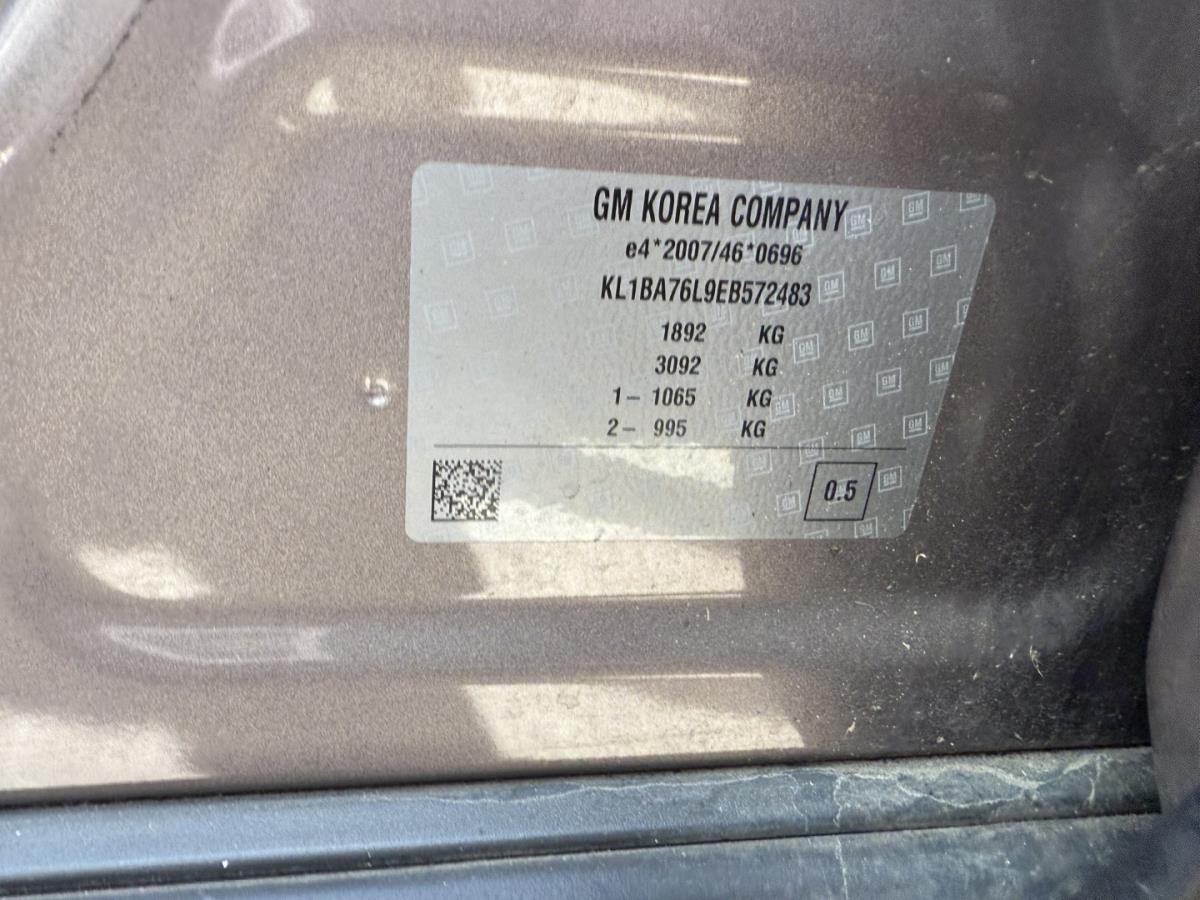 GM KOREA COMPANY
e4*2007/46*0696
KL1BA76L9EB572483
1892 KG
3092 KG
1– 1065 KG
2– 995 KG
0.5